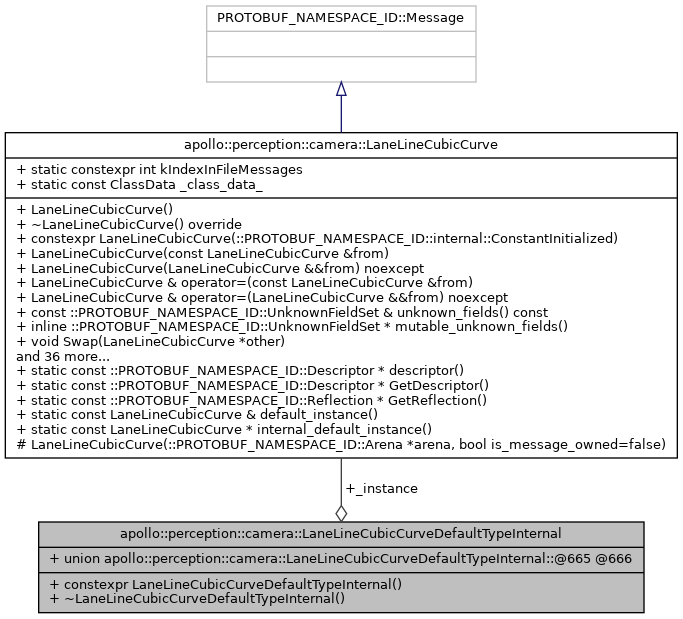 PROTOBUF_NAMESPACE_ID::Message
apollo::perception::camera::LaneLineCubicCurve
+ static constexpr int kIndexInFileMessages
+ static const ClassData _class_data_
+ LaneLineCubicCurve()
+ ~LaneLineCubicCurve() override
+ constexpr LaneLineCubicCurve(::PROTOBUF_NAMESPACE_ID::internal::ConstantInitialized)
+ LaneLineCubicCurve(const LaneLineCubicCurve &from)
+ LaneLineCubicCurve(LaneLineCubicCurve &&from) noexcept
+ LaneLineCubicCurve & operator=(const LaneLineCubicCurve &from)
+ LaneLineCubicCurve & operator=(LaneLineCubicCurve &&from) noexcept
+ const ::PROTOBUF_NAMESPACE_ID::UnknownFieldSet & unknown_fields() const
+ inline ::PROTOBUF_NAMESPACE_ID::UnknownFieldSet * mutable_unknown_fields()
+ void Swap(LaneLineCubicCurve *other)
and 36 more...
+ static const ::PROTOBUF_NAMESPACE_ID::Descriptor * descriptor()
+ static const ::PROTOBUF_NAMESPACE_ID::Descriptor * GetDescriptor()
+ static const ::PROTOBUF_NAMESPACE_ID::Reflection * GetReflection()
+ static const LaneLineCubicCurve & default_instance()
+ static const LaneLineCubicCurve * internal_default_instance()
# LaneLineCubicCurve(::PROTOBUF_NAMESPACE_ID::Arena *arena, bool is_message_owned=false)
+_instance
apollo::perception::camera::LaneLineCubicCurveDefaultTypeInternal
+ union apollo::perception::camera::LaneLineCubicCurveDefaultTypeInternal::@665 @666
+ constexpr LaneLineCubicCurveDefaultTypeInternal()
+ ~LaneLineCubicCurveDefaultTypeInternal()